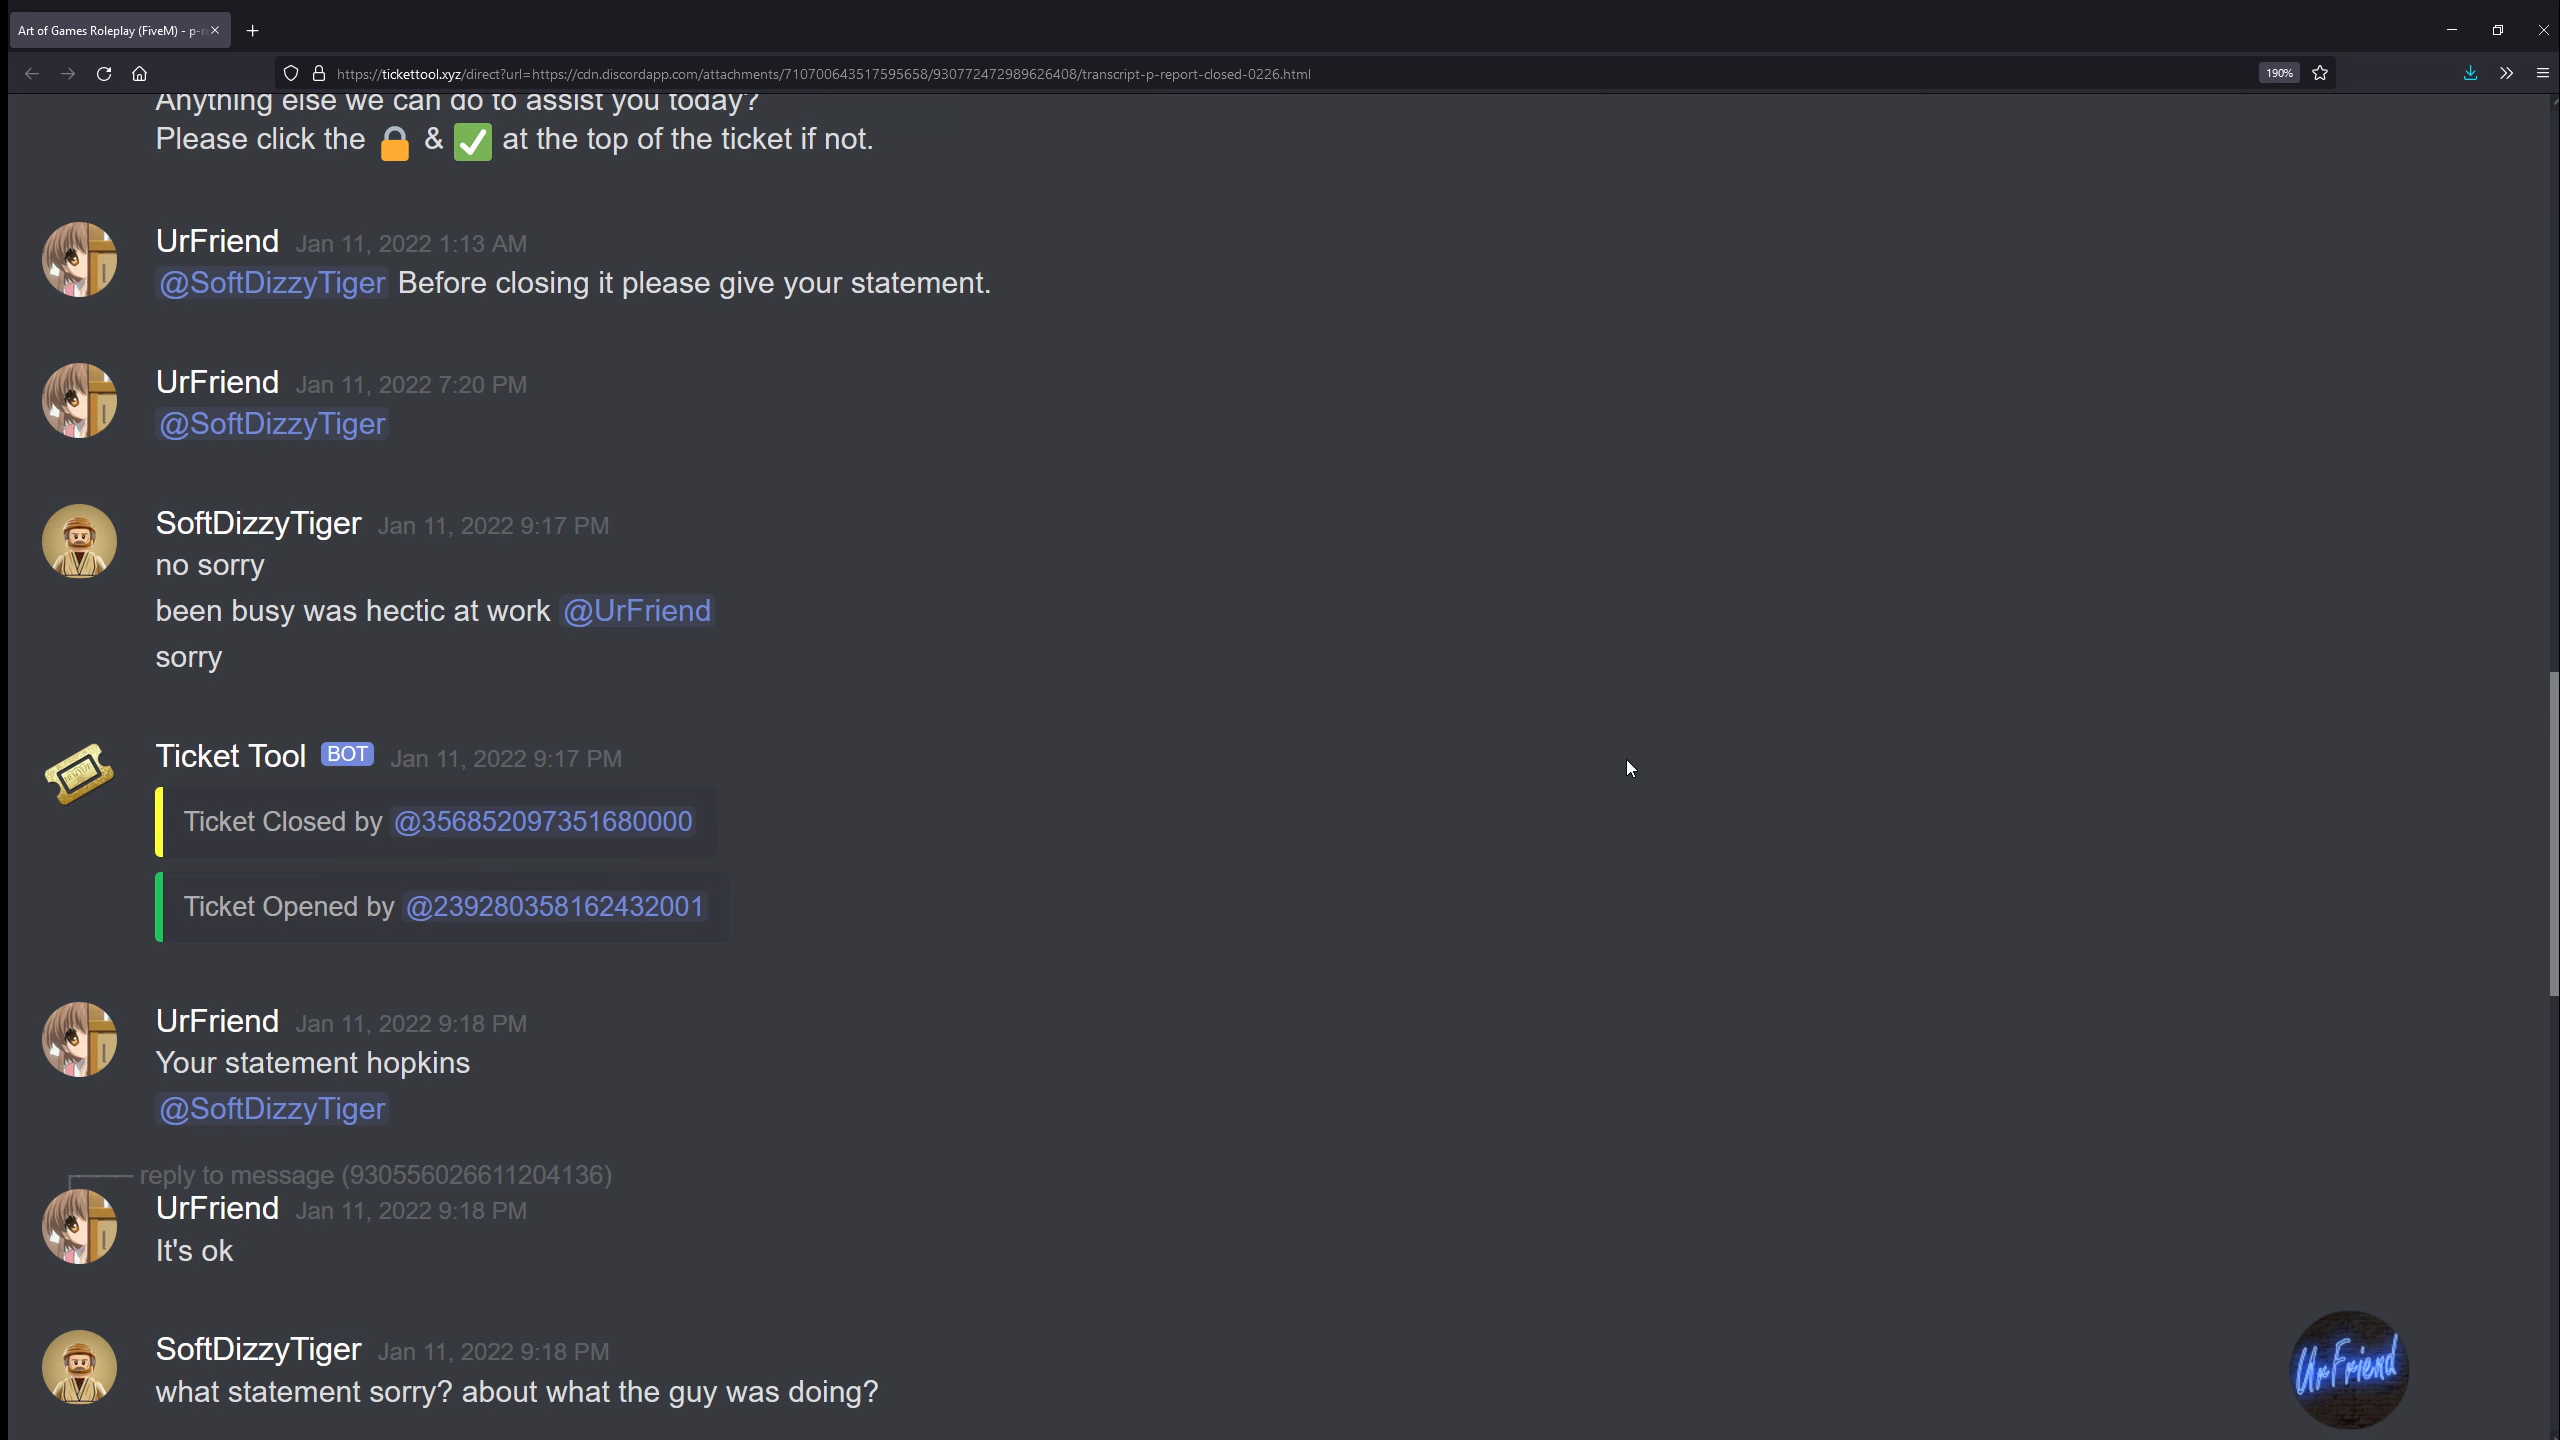 Art of Games Roleplay (FiveM) - p-r
https://tickettool.xyz/direct?url=https://cdn.discordapp.com/attachments/710700643517595658/930772472989626408/transcript-p-report-closed-0226.html
190%
Anything else we can do to assist you today?
Please click the 🔒 & ✅ at the top of the ticket if not.
UrFriend Jan 11, 2022 1:13 AM
@SoftDizzyTiger Before closing it please give your statement.
UrFriend Jan 11, 2022 7:20 PM
@SoftDizzyTiger
SoftDizzyTiger Jan 11, 2022 9:17 PM
no sorry
been busy was hectic at work @UrFriend
sorry
Ticket Tool BOT Jan 11, 2022 9:17 PM
Ticket Closed by @356852097351680000
Ticket Opened by @239280358162432001
UrFriend Jan 11, 2022 9:18 PM
Your statement hopkins
@SoftDizzyTiger
reply to message (930556026611204136)
UrFriend Jan 11, 2022 9:18 PM
It's ok
SoftDizzyTiger Jan 11, 2022 9:18 PM
what statement sorry? about what the guy was doing?
UrFriend